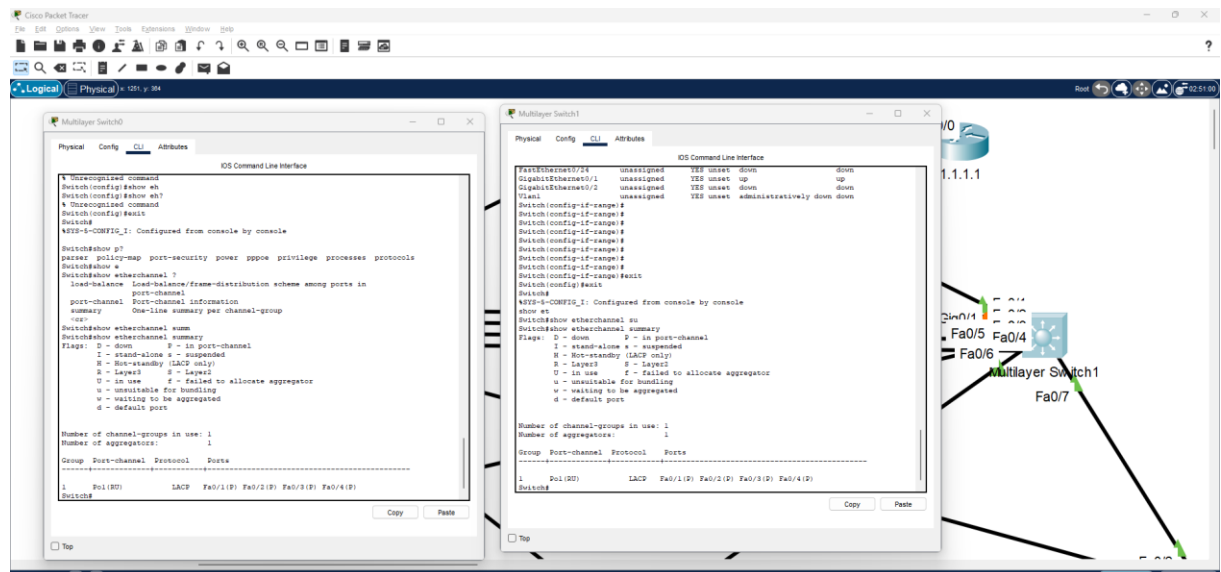 Cisco Packet Tracer
File Edit Options View Tools Extensions Window Help
Logical Physical x: 1251, y: 364
Root 02:51:00
Multilayer Switch0
Physical Config CLI Attributes
IOS Command Line Interface
% Unrecognized command
Switch(config)#show eh
Switch(config)#show eh?
% Unrecognized command
Switch(config)#exit
Switch#
%SYS-5-CONFIG_I: Configured from console by console
Switch#show p?
parser policy-map port-security power pppoe privilege processes protocols
Switch#show e
Switch#show etherchannel ?
load-balance Load-balance/frame-distribution scheme among ports in
port-channel
port-channel Port-channel information
summary One-line summary per channel-group
<cr>
Switch#show etherchannel summ
Switch#show etherchannel summary
Flags: D - down P - in port-channel
I - stand-alone s - suspended
H - Hot-standby (LACP only)
R - Layer3 S - Layer2
U - in use f - failed to allocate aggregator
u - unsuitable for bundling
w - waiting to be aggregated
d - default port
Number of channel-groups in use: 1
Number of aggregators: 1
Group Port-channel Protocol Ports
------+-------------+-----------+----------------------------------------------
1 Po1(RU) LACP Fa0/1(P) Fa0/2(P) Fa0/3(P) Fa0/4(P)
Switch#
Copy Paste
Top
Multilayer Switch1
Physical Config CLI Attributes
IOS Command Line Interface
FastEthernet0/24 unassigned YES unset down down
GigabitEthernet0/1 unassigned YES unset up up
GigabitEthernet0/2 unassigned YES unset down down
Vlan1 unassigned YES unset administratively down down
Switch(config-if-range)#
Switch(config-if-range)#
Switch(config-if-range)#
Switch(config-if-range)#
Switch(config-if-range)#
Switch(config-if-range)#
Switch(config-if-range)#
Switch(config-if-range)#
Switch(config-if-range)#exit
Switch(config)#exit
Switch#
%SYS-5-CONFIG_I: Configured from console by console
show et
Switch#show etherchannel su
Switch#show etherchannel summary
Flags: D - down P - in port-channel
I - stand-alone s - suspended
H - Hot-standby (LACP only)
R - Layer3 S - Layer2
U - in use f - failed to allocate aggregator
u - unsuitable for bundling
w - waiting to be aggregated
d - default port
Number of channel-groups in use: 1
Number of aggregators: 1
Group Port-channel Protocol Ports
------+-------------+-----------+----------------------------------------------
1 Po1(RU) LACP Fa0/1(P) Fa0/2(P) Fa0/3(P) Fa0/4(P)
Switch#
Copy Paste
Top
/0
1.1.1.1
Gig0/1
Fa0/5 Fa0/4
Fa0/6
Multilayer Switch1
Fa0/7